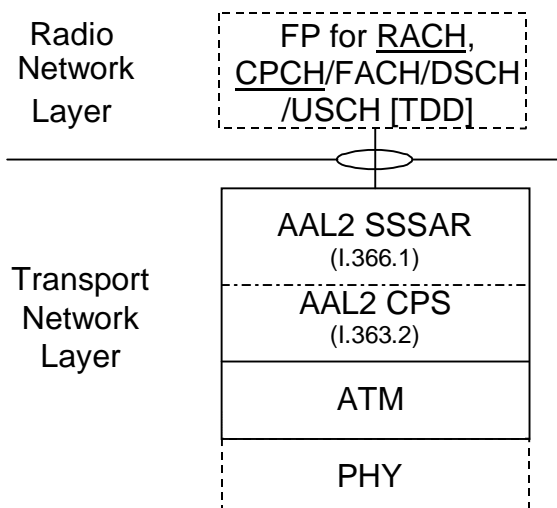 Radio
Network
Layer
FP for RACH,
CPCH/FACH/DSCH
/USCH [TDD]
Transport
Network
Layer
AAL2 SSSAR
(I.366.1)
AAL2 CPS
(I.363.2)
ATM
PHY